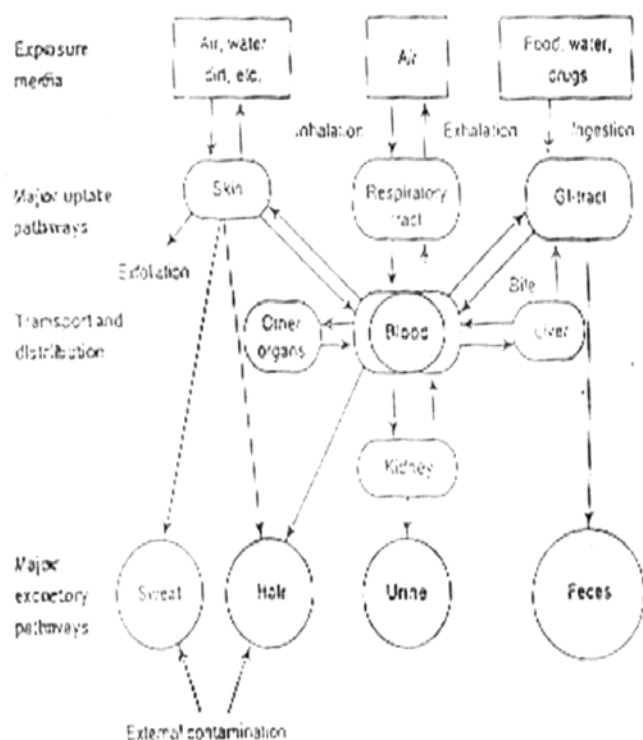 Exposure
media
Air, water
dirt, etc.
Air
Food, water,
drugs
Inhalation
Exhalation
Ingestion
Major uptake
pathways
Skin
Respiratory
tract
GI-tract
Exfoliation
Bile
Transport and
distribution
Other
organs
Blood
Liver
Kidney
Major
excretory
pathways
Sweat
Hair
Urine
Feces
External contamination